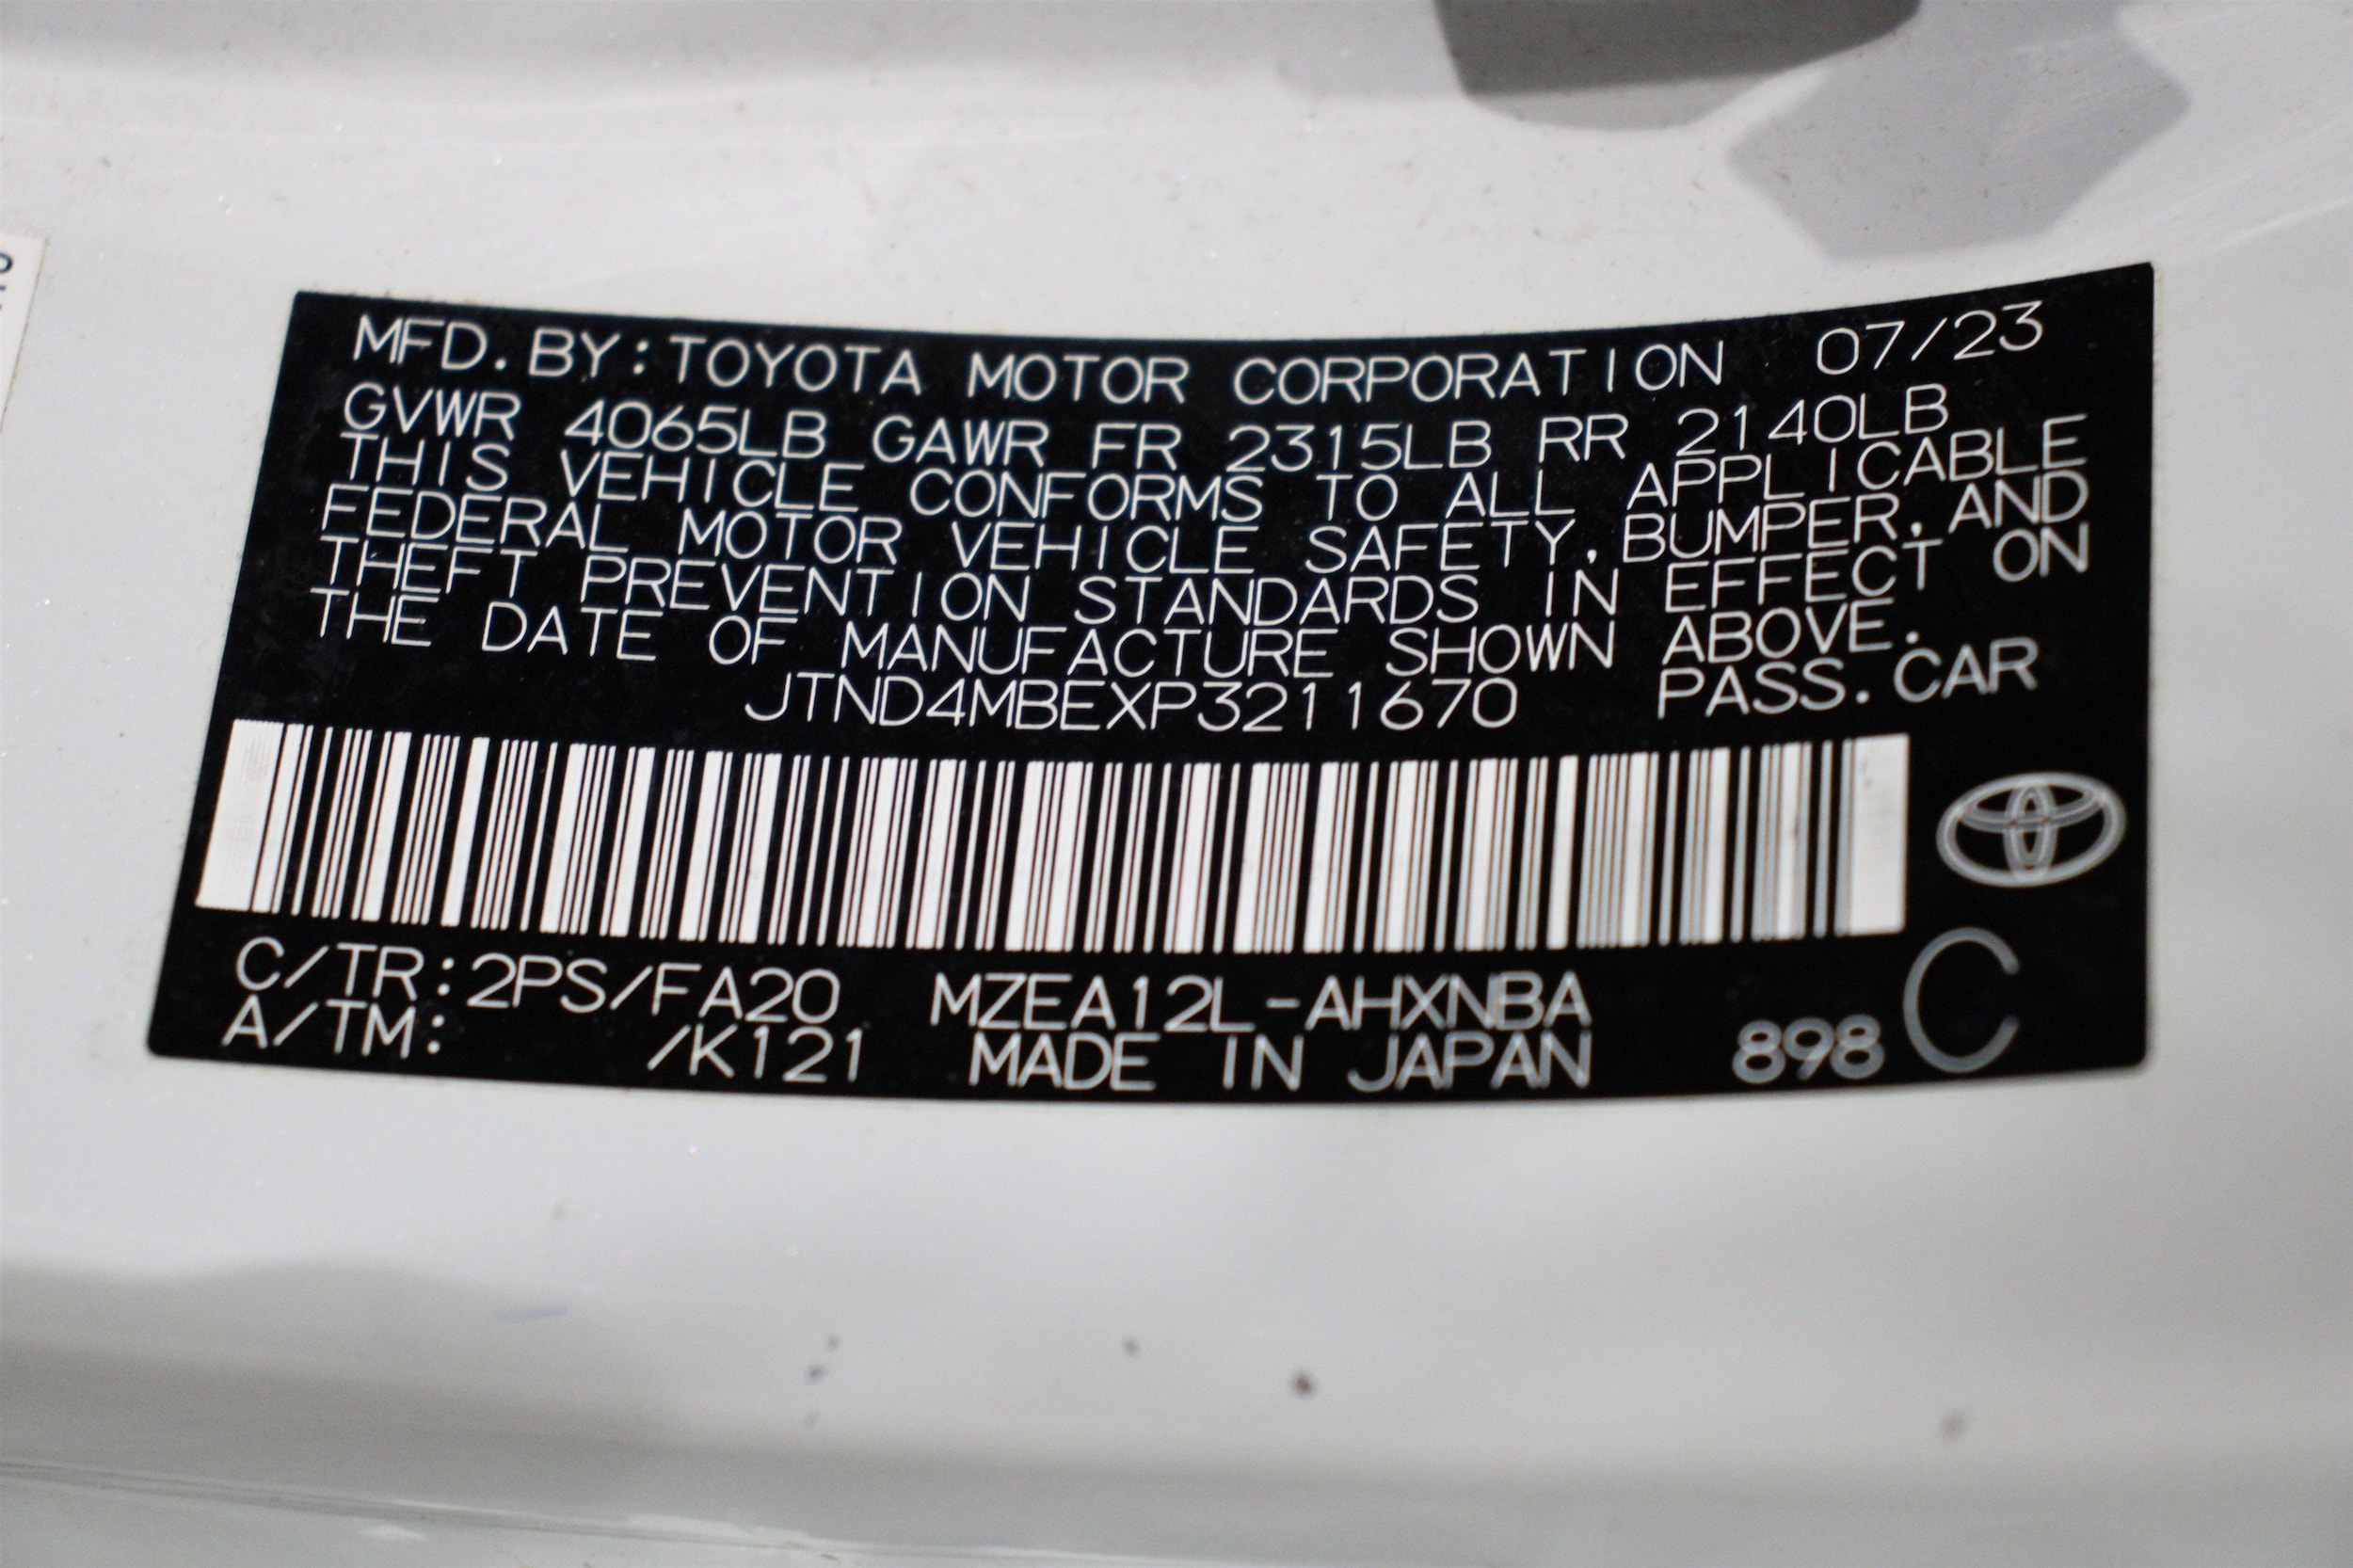 MFD. BY: TOYOTA MOTOR CORPORATION 07/23
GVWR 4065LB GAWR FR 2315LB RR 2140LB
THIS VEHICLE CONFORMS TO ALL APPLICABLE
FEDERAL MOTOR VEHICLE SAFETY, BUMPER, AND
THEFT PREVENTION STANDARDS IN EFFECT ON
THE DATE OF MANUFACTURE SHOWN ABOVE.
JTND4MBEXP3211670 PASS. CAR
C/TR: 2PS/FA20 MZEA12L-AHXNBA
A/TM: /K121 MADE IN JAPAN 898 C